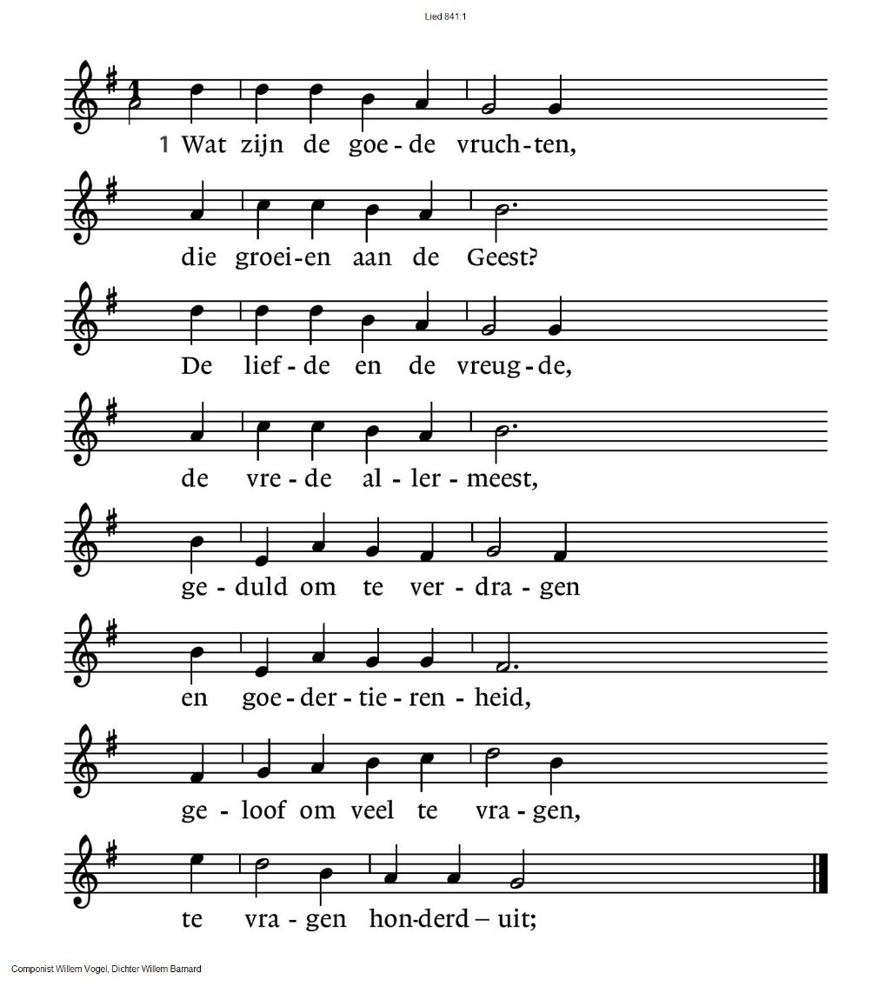 Lied 841:1
1 Wat zijn de goe - de vruch - ten,
die groei - en aan de Geest?
De lief - de en de vreug - de,
de vre - de al - ler - meest,
ge - duld om te ver - dra - gen
en goe - der - tie - ren - heid,
ge - loof om veel te vra - gen,
te vra - gen hon - derd – uit;
Componist Willem Vogel, Dichter Willem Barnard